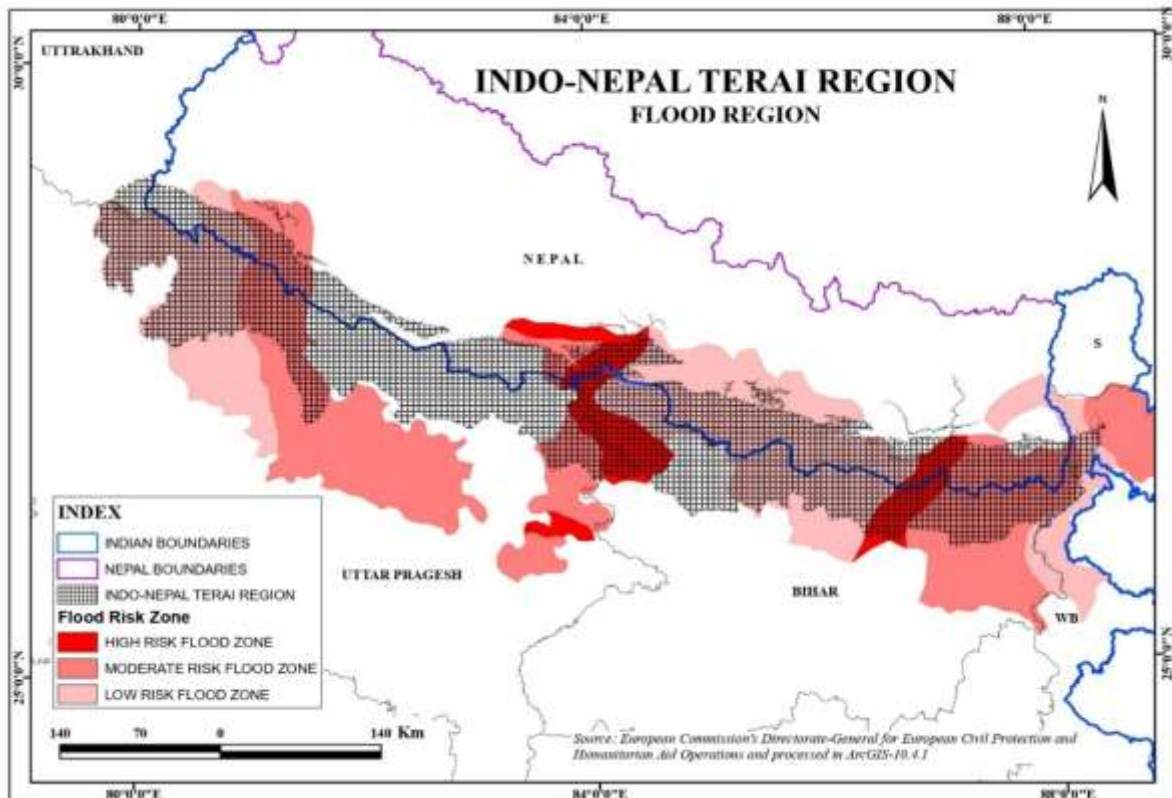 80°0'0"E 84°0'0"E 88°0'0"E
30°0'0"N
30°0'0"N
UTTRAKHAND
INDO-NEPAL TERAI REGION
FLOOD REGION
N
NEPAL
S
INDEX
INDIAN BOUNDARIES
NEPAL BOUNDARIES
INDO-NEPAL TERAI REGION
Flood Risk Zone
HIGH RISK FLOOD ZONE
MODERATE RISK FLOOD ZONE
LOW RISK FLOOD ZONE
UTTAR PRAGESH
BIHAR
WB
25°0'0"N
25°0'0"N
140 70 0 140 Km
Source: European Commission's Directorate-General for European Civil Protection and
Humanitarian Aid Operations and processed in ArcGIS-10.4.1
80°0'0"E 84°0'0"E 88°0'0"E